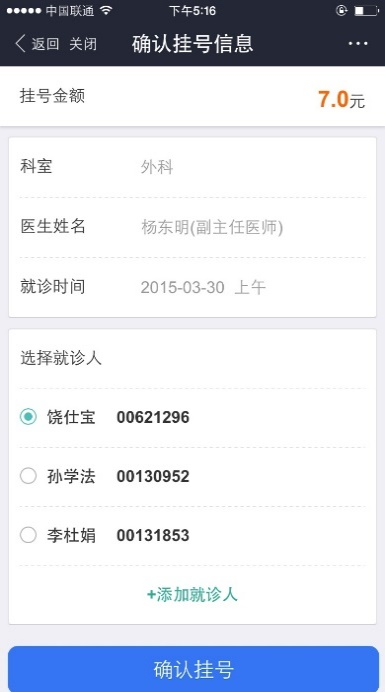 中国联通 下午5:16
返回 关闭 确认挂号信息
挂号金额 7.0元
科室 外科
医生姓名 杨东明(副主任医师)
就诊时间 2015-03-30 上午
选择就诊人
饶仕宝 00621296
孙学法 00130952
李杜娟 00131853
+添加就诊人
确认挂号